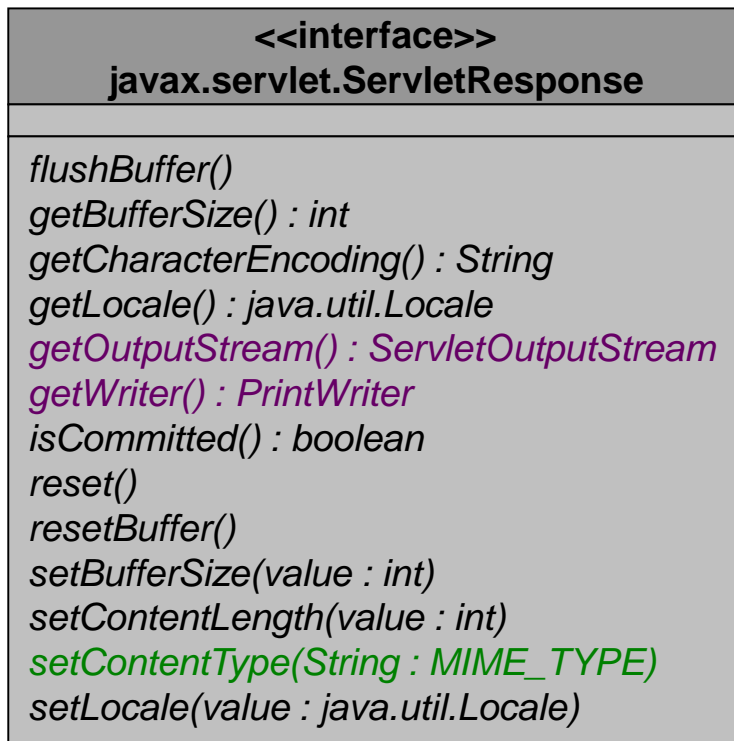 <<interface>>
javax.servlet.ServletResponse
flushBuffer()
getBufferSize() : int
getCharacterEncoding() : String
getLocale() : java.util.Locale
getOutputStream() : ServletOutputStream
getWriter() : PrintWriter
isCommitted() : boolean
reset()
resetBuffer()
setBufferSize(value : int)
setContentLength(value : int)
setContentType(String : MIME_TYPE)
setLocale(value : java.util.Locale)